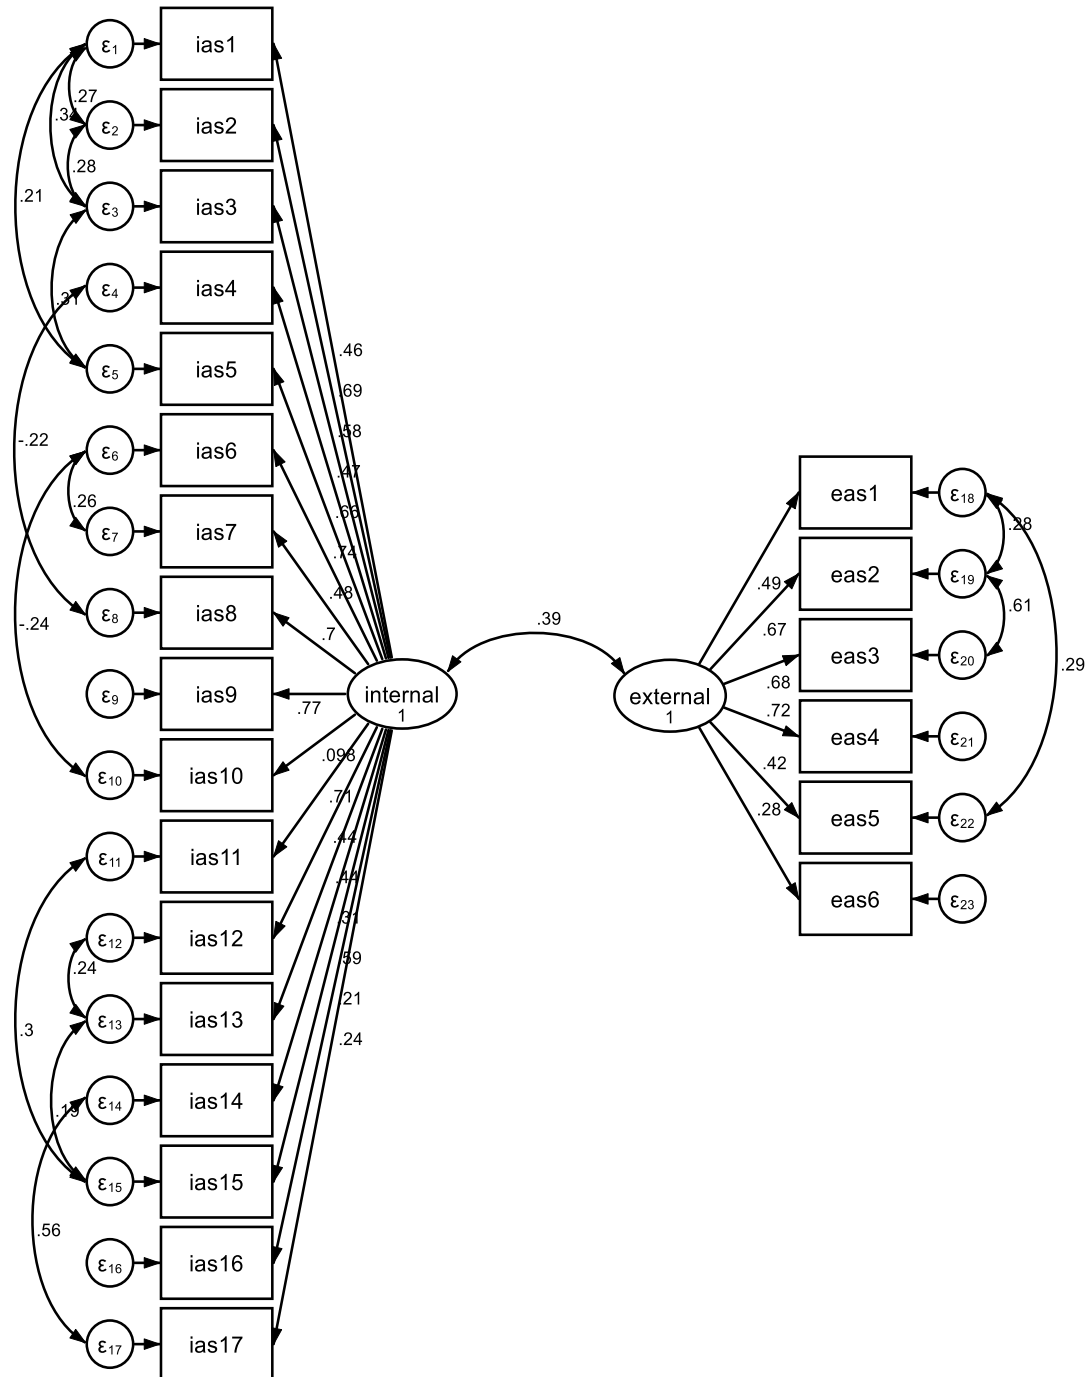 ε1 ias1
.27
.34
ε2 ias2
.28
.21
ε3 ias3
ε4 ias4
.31
.46
ε5 ias5
.69
.58
-.22
ε6 ias6
.47
.26
.66
ε7 ias7
.74
.48
-.24
ε8 ias8
.7
.39
ε9 ias9
.77
internal
1
external
1
ε10 ias10
.098
.71
.44
ε11 ias11
.44
.31
ε12 ias12
.59
.24
.21
.3
ε13 ias13
.24
ε14 ias14
.19
ε15 ias15
.56
ε16 ias16
ε17 ias17
eas1 ε18
.28
.49
eas2 ε19
.61
.67
eas3 ε20
.29
.68
.72
eas4 ε21
.42
.28
eas5 ε22
eas6 ε23